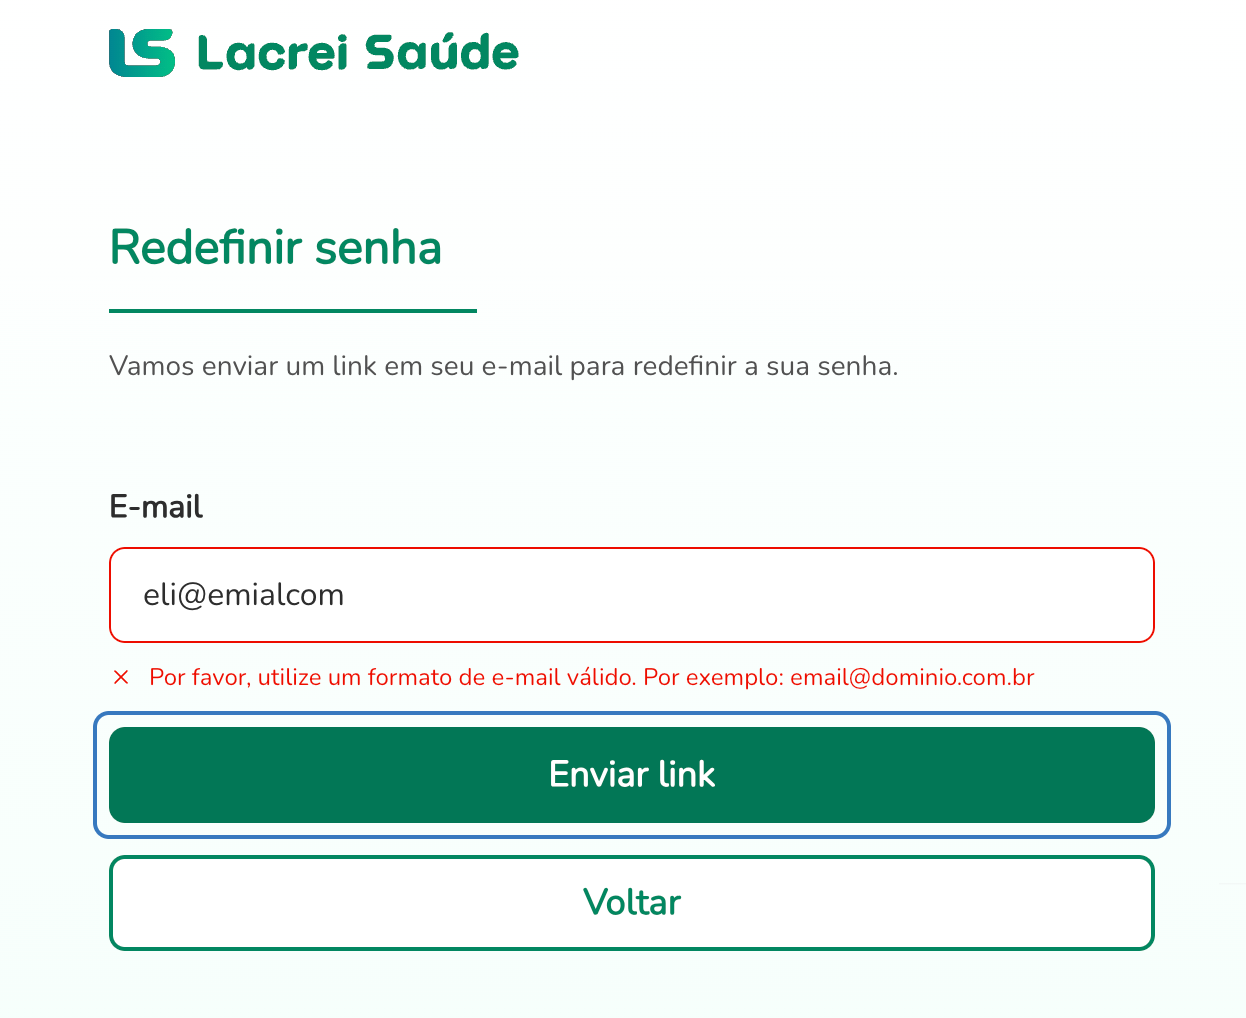 LS Lacrei Saúde
Redefinir senha
Vamos enviar um link em seu e-mail para redefinir a sua senha.
E-mail
eli@emialcom
× Por favor, utilize um formato de e-mail válido. Por exemplo: email@dominio.com.br
Enviar link
Voltar